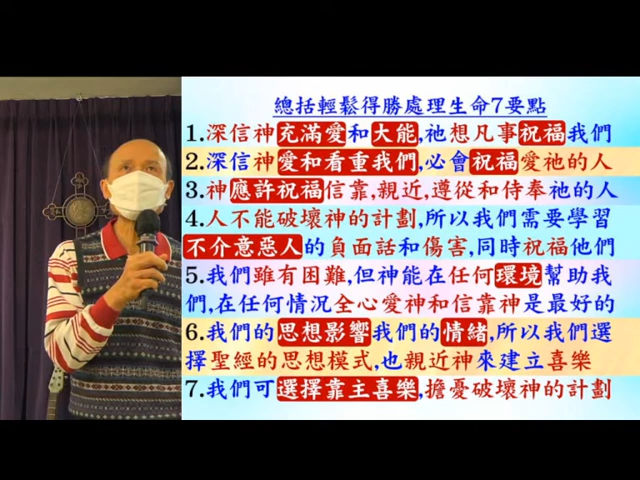 總括輕鬆得勝處理生命7要點
1.深信神充滿愛和大能,祂想凡事祝福我們
2.深信神愛和看重我們,必會祝福愛祂的人
3.神應許祝福信靠,親近,遵從和侍奉祂的人
4.人不能破壞神的計劃,所以我們需要學習
不介意惡人的負面話和傷害,同時祝福他們
5.我們雖有困難,但神能在任何環境幫助我
們,在任何情況全心愛神和信靠神是最好的
6.我們的思想影響我們的情緒,所以我們選
擇聖經的思想模式,也親近神來建立喜樂
7.我們可選擇靠主喜樂,擔憂破壞神的計劃